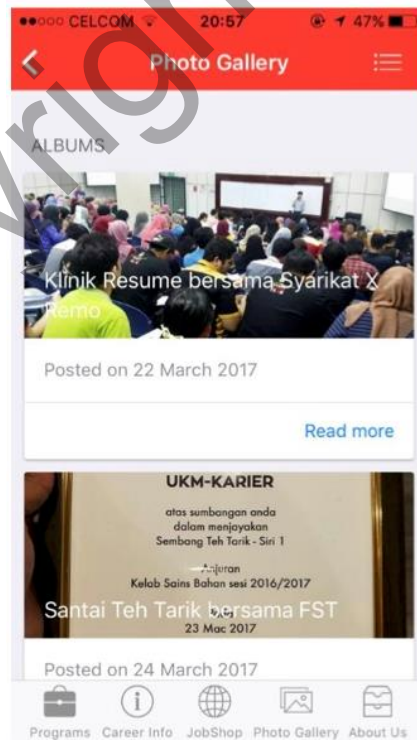 CELCOM 20:57 47%
Photo Gallery
ALBUMS
Klinik Resume bersama Syarikat X
Remo
Posted on 22 March 2017
Read more
UKM-KARIER
atas sumbangan anda
dalam menjayakan
Sembang Teh Tarik - Siri 1
Anjuran
Kelab Sains Bahan sesi 2016/2017
Santai Teh Tarik bersama FST
23 Mac 2017
Posted on 24 March 2017
Programs Career Info JobShop Photo Gallery About Us